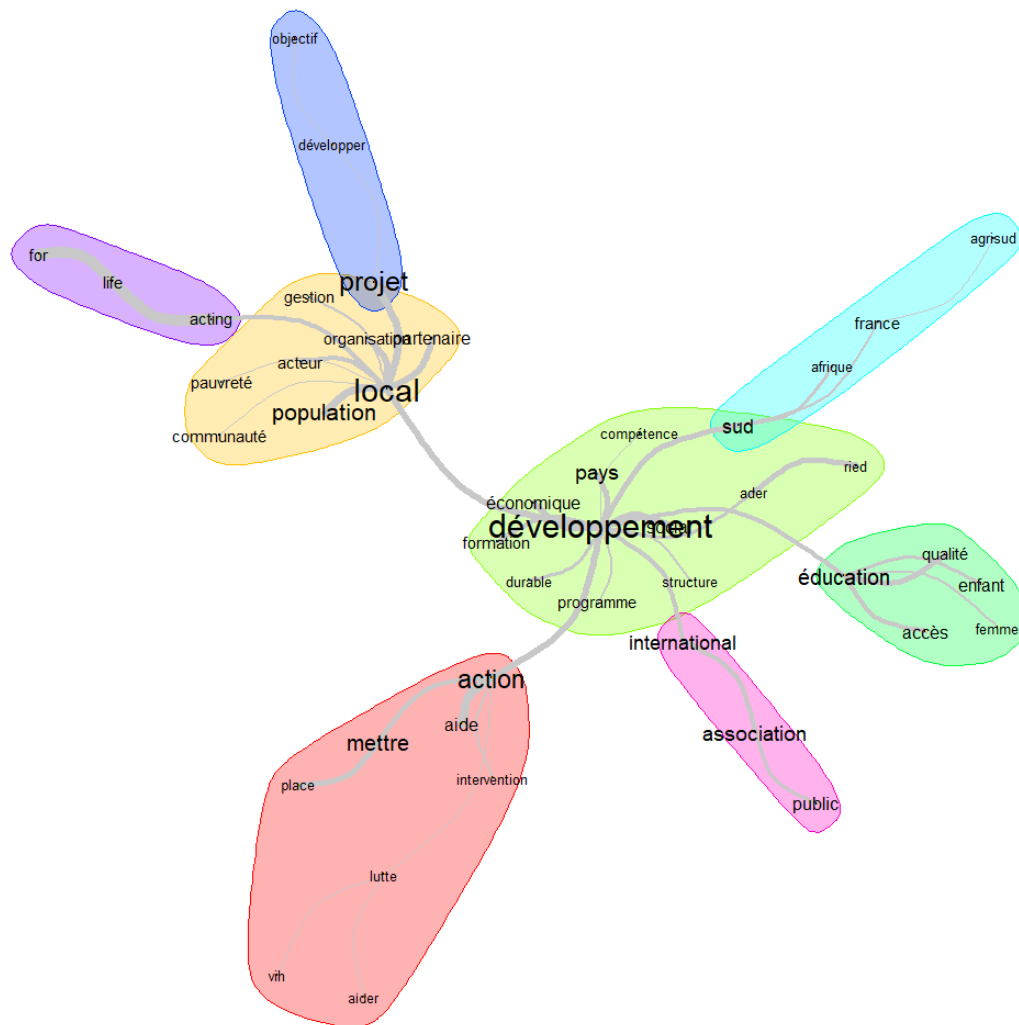 objectif
développer
agrisud
for
life
projet
gestion
acting
france
organisation
partenaire
acteur
afrique
pauvreté
local
population
sud
communauté
compétence
pays
ried
ader
économique
développement
social
formation
durable
structure
qualité
éducation
enfant
programme
accès
femme
international
action
aide
mettre
association
intervention
place
public
lutte
vih
aider